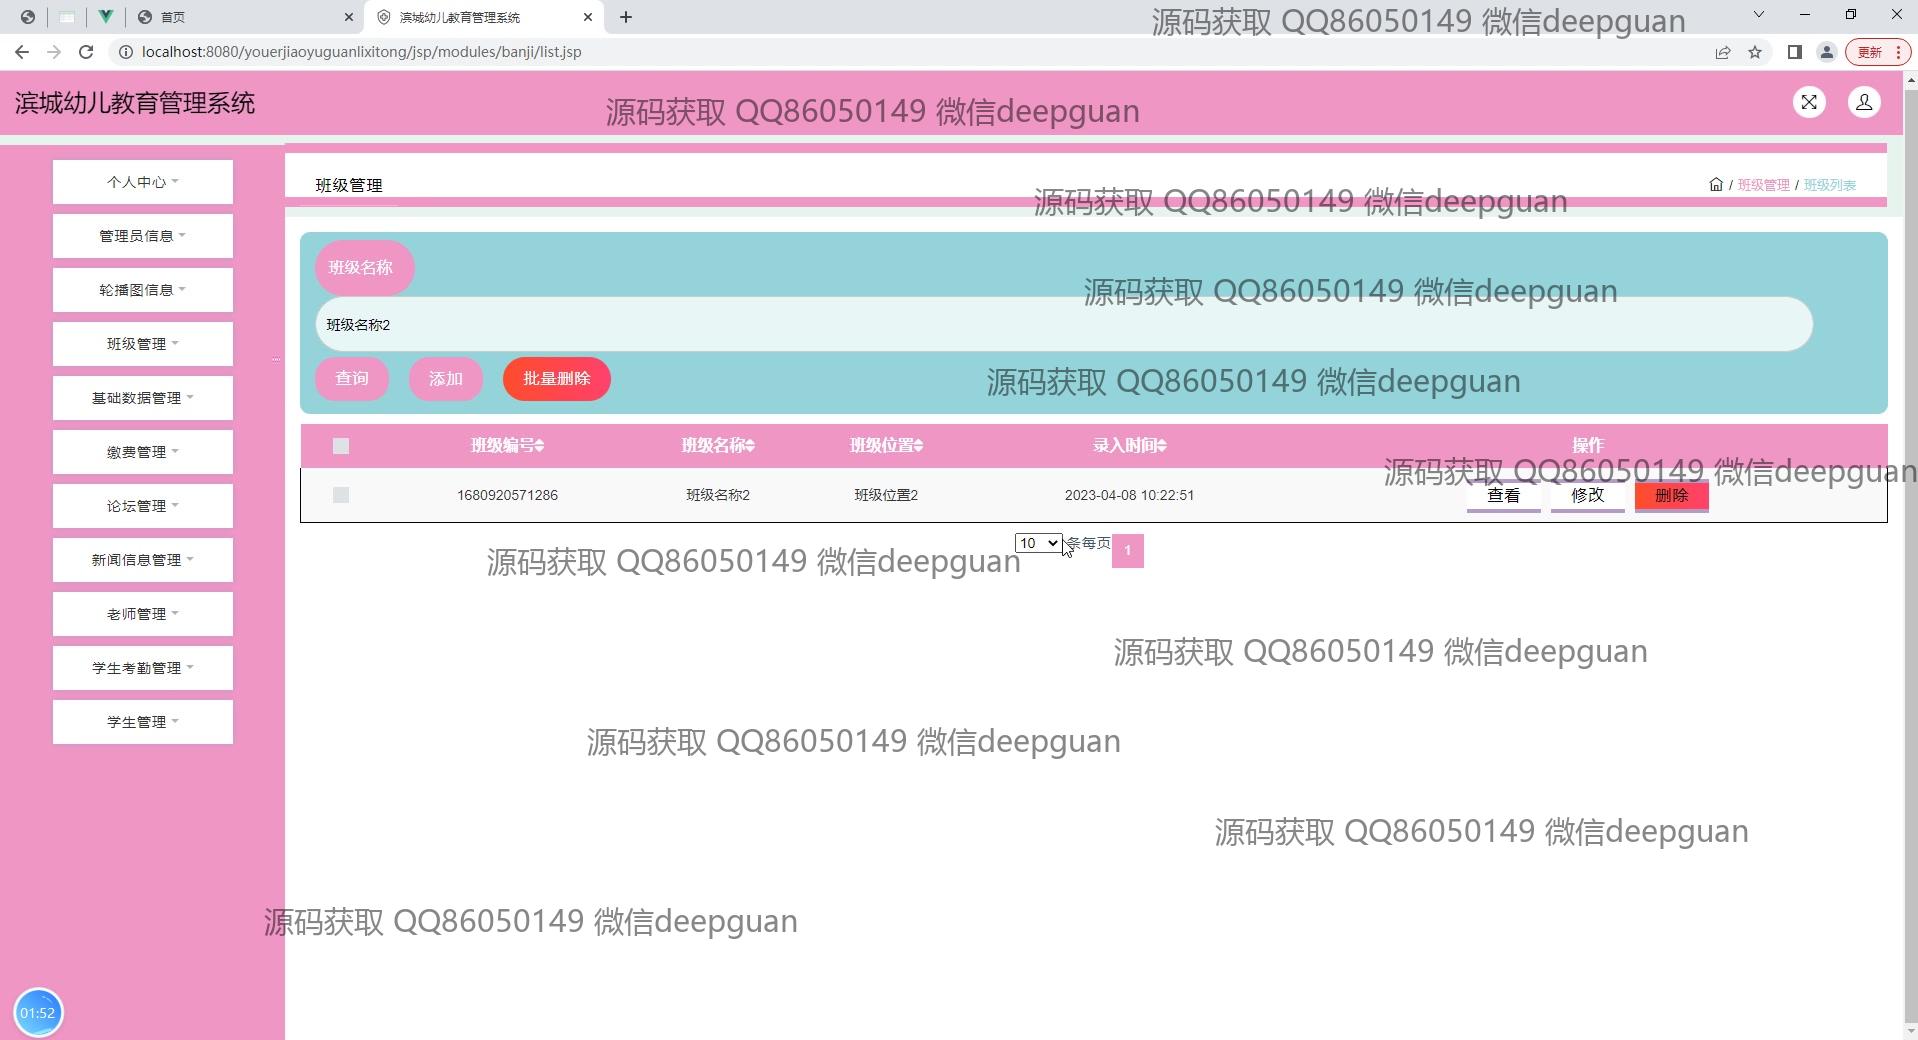 首页
滨城幼儿教育管理系统
源码获取 QQ86050149 微信deepguan
localhost:8080/youerjiaoyuguanlixitong/jsp/modules/banji/list.jsp
更新
滨城幼儿教育管理系统
源码获取 QQ86050149 微信deepguan
个人中心
管理员信息
轮播图信息
班级管理
基础数据管理
缴费管理
论坛管理
新闻信息管理
老师管理
学生考勤管理
学生管理
班级管理
/ 班级管理 / 班级列表
源码获取 QQ86050149 微信deepguan
班级名称
源码获取 QQ86050149 微信deepguan
班级名称2
查询 添加 批量删除
源码获取 QQ86050149 微信deepguan
班级编号 班级名称 班级位置 录入时间 操作
源码获取 QQ86050149 微信deepguan
1680920571286 班级名称2 班级位置2 2023-04-08 10:22:51 查看 修改 删除
10 条每页 1
源码获取 QQ86050149 微信deepguan
源码获取 QQ86050149 微信deepguan
源码获取 QQ86050149 微信deepguan
源码获取 QQ86050149 微信deepguan
源码获取 QQ86050149 微信deepguan
01:52